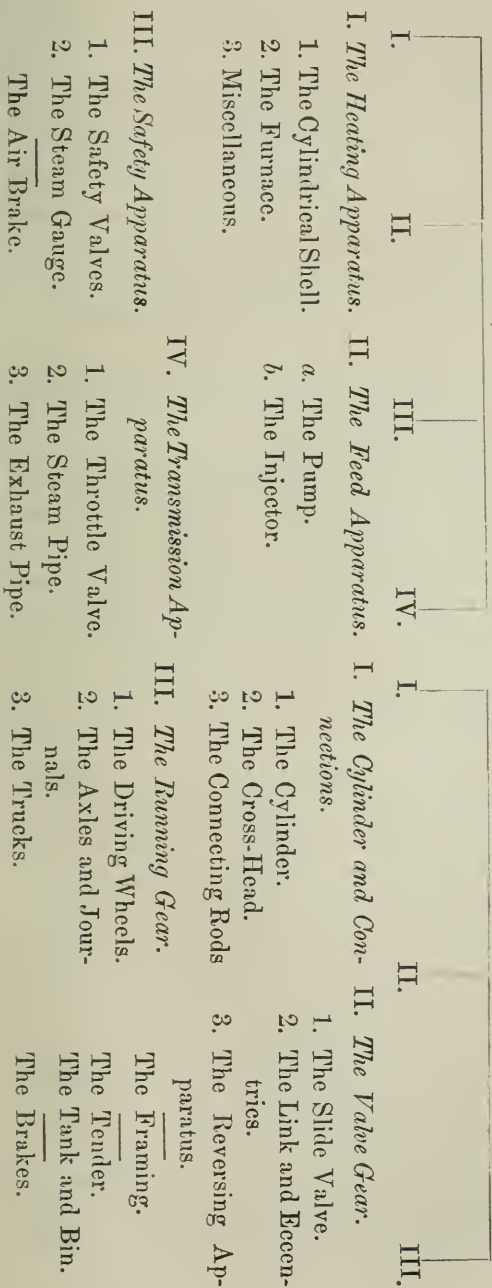 I. II. III. IV. I. II. III.
I. The Heating Apparatus.
1. The Cylindrical Shell.
2. The Furnace.
3. Miscellaneous.
II. The Feed Apparatus.
a. The Pump.
b. The Injector.
III. The Safety Apparatus.
1. The Safety Valves.
2. The Steam Gauge.
The Air Brake.
IV. The Transmission Ap-
paratus.
1. The Throttle Valve.
2. The Steam Pipe.
3. The Exhaust Pipe.
I. The Cylinder and Con-
nections.
1. The Cylinder.
2. The Cross-Head.
3. The Connecting Rods
II. The Valve Gear.
1. The Slide Valve.
2. The Link and Eccen-
trics.
3. The Reversing Ap-
paratus.
III. The Running Gear.
1. The Driving Wheels.
2. The Axles and Jour-
nals.
3. The Trucks.
The Framing.
The Tender.
The Tank and Bin.
The Brakes.